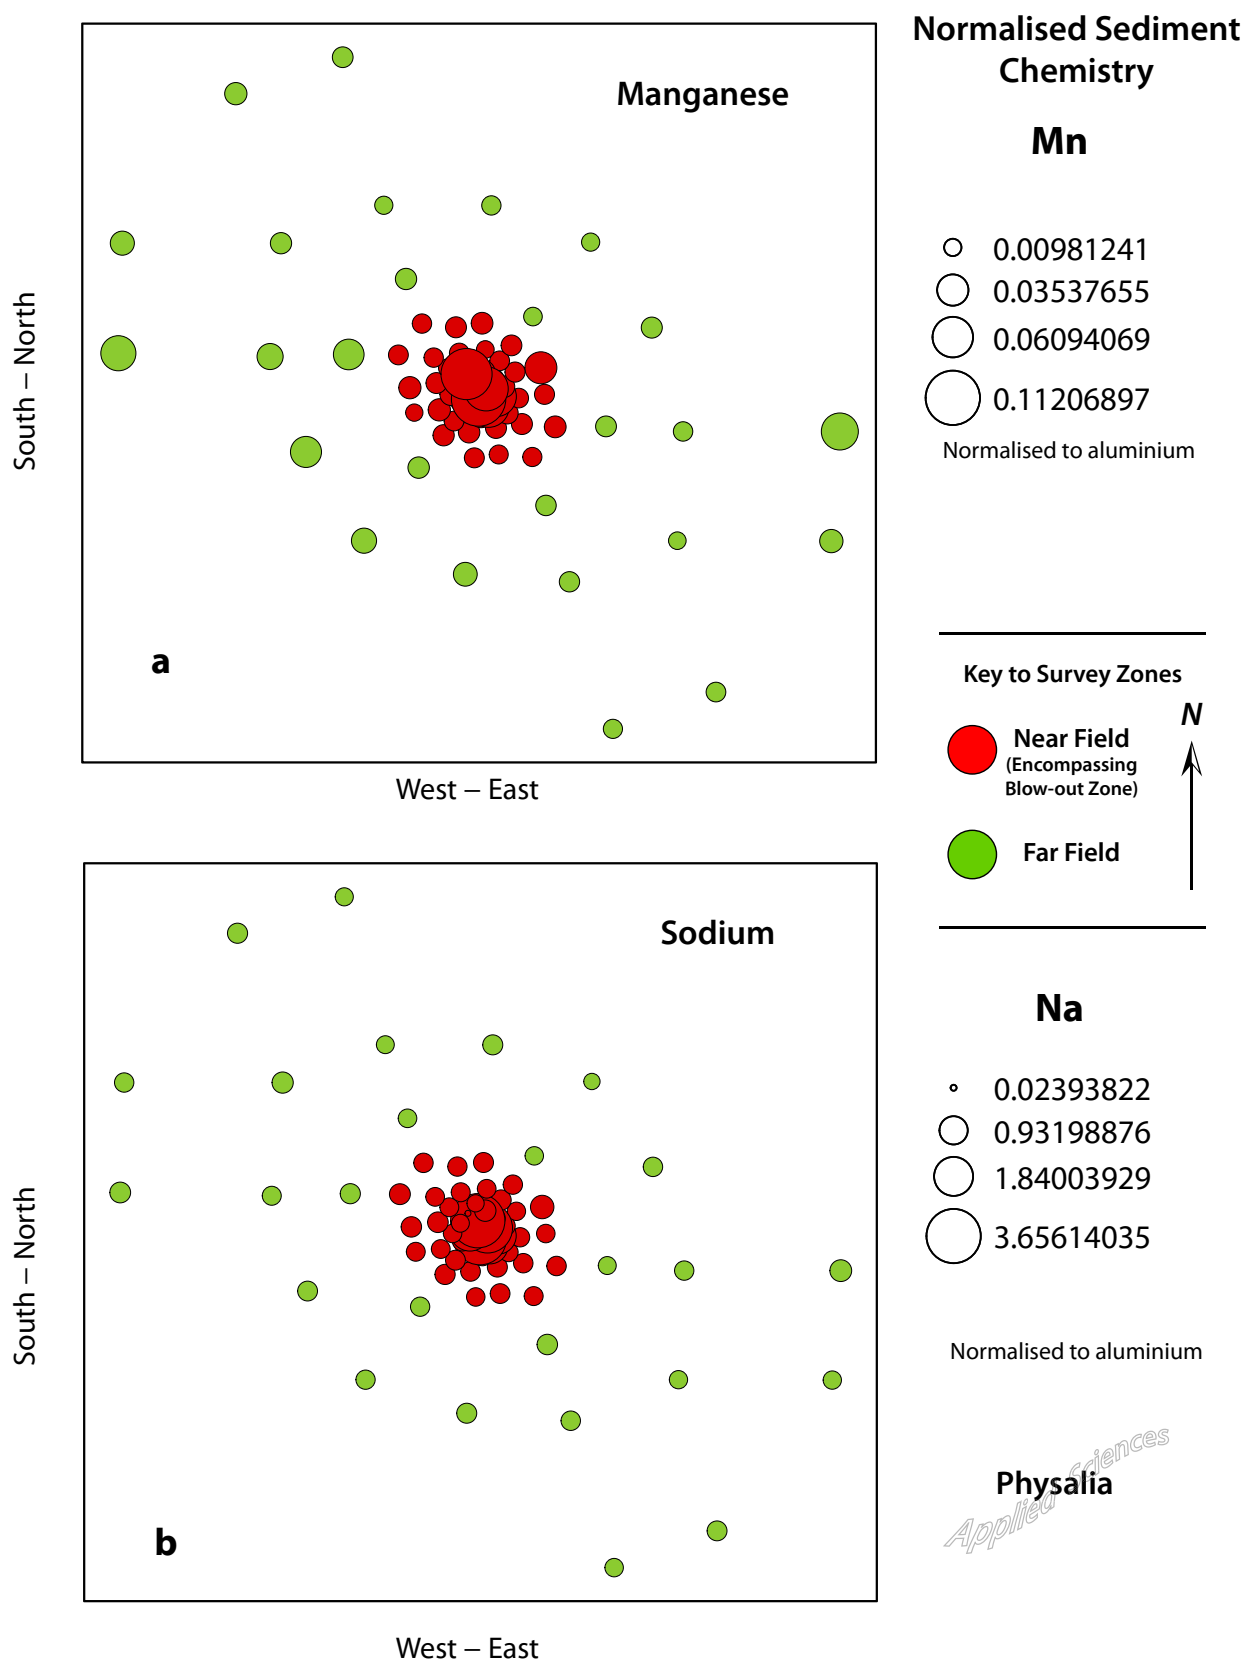 Normalised Sediment
Chemistry
Manganese
Mn
0.00981241
0.03537655
0.06094069
0.11206897
Normalised to aluminium
South – North
a
West – East
Key to Survey Zones
N
Near Field
(Encompassing
Blow-out Zone)
Far Field
Sodium
Na
0.02393822
0.93198876
1.84003929
3.65614035
Normalised to aluminium
South – North
b
West – East
Physalia
Applied Sciences